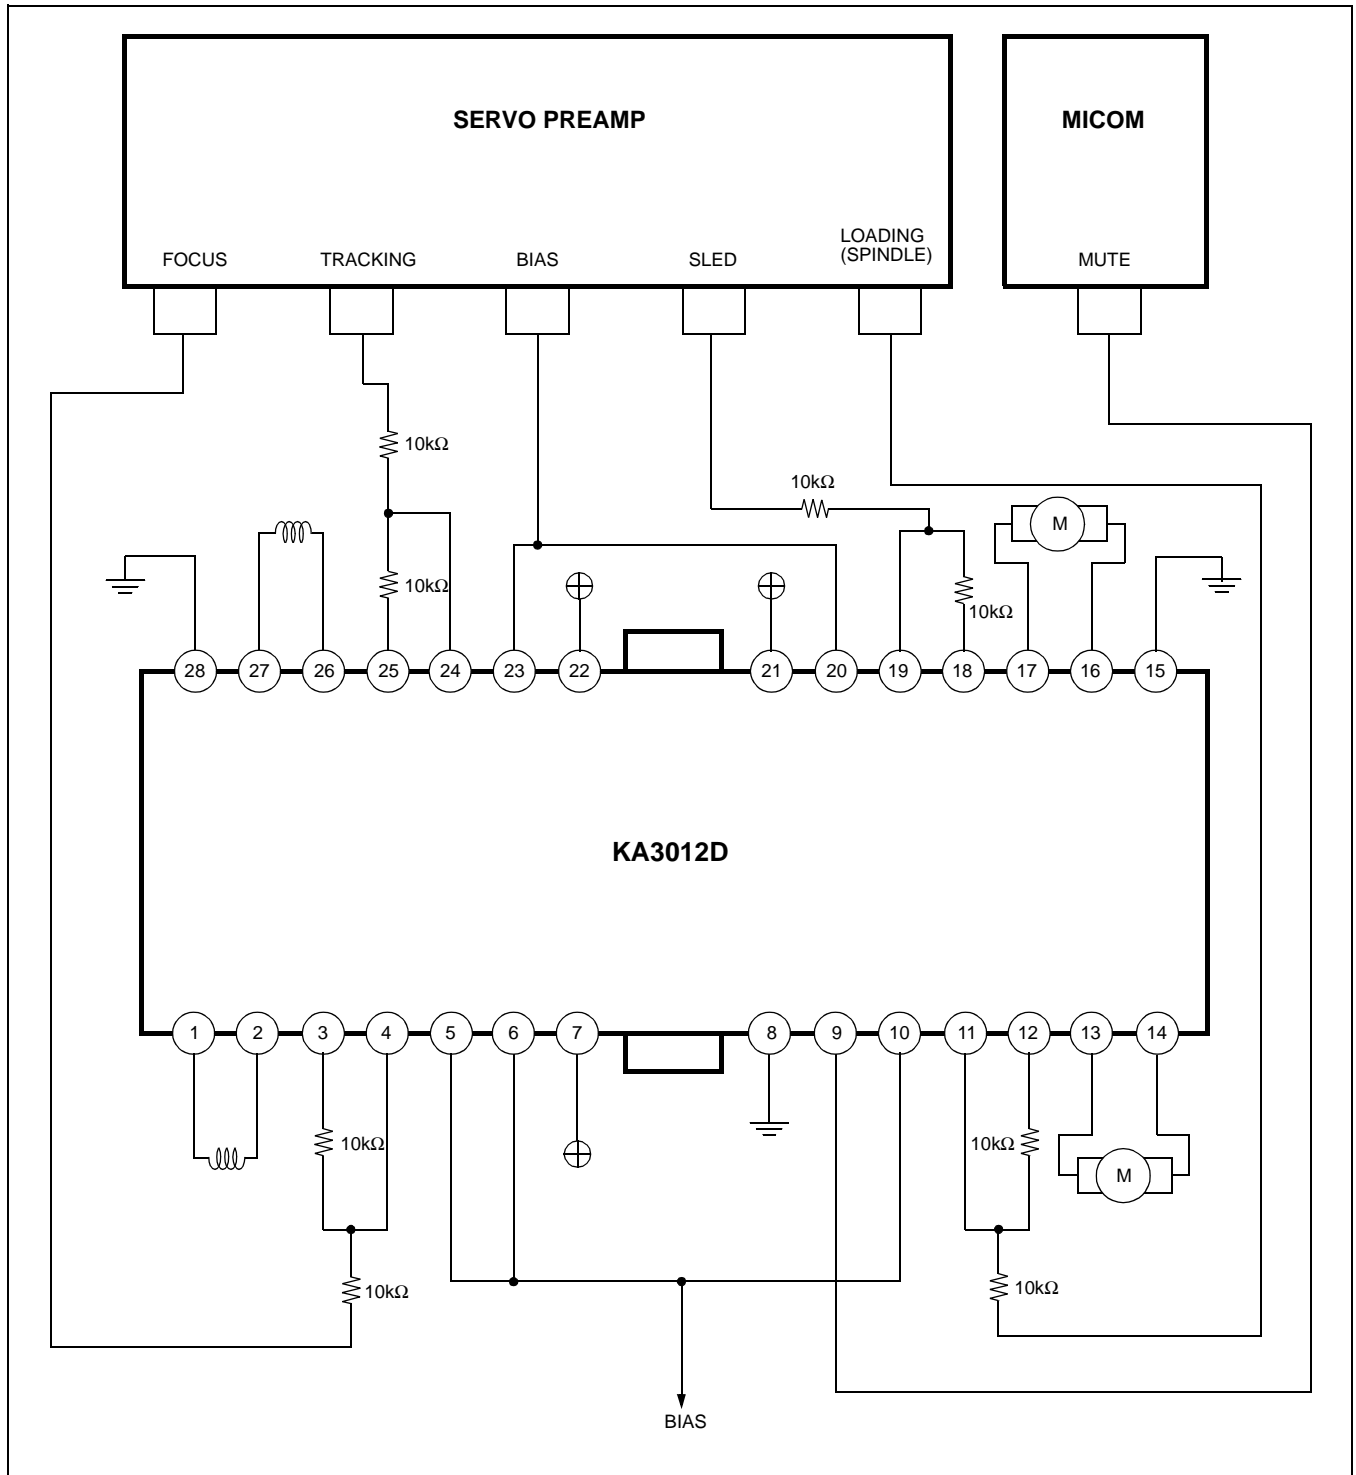 SERVO PREAMP
MICOM
FOCUS
TRACKING
BIAS
SLED
LOADING
(SPINDLE)
MUTE
10kΩ
10kΩ
M
10kΩ
10kΩ
28
27
26
25
24
23
22
21
20
19
18
17
16
15
KA3012D
1
2
3
4
5
6
7
8
9
10
11
12
13
14
10kΩ
10kΩ
M
10kΩ
10kΩ
BIAS